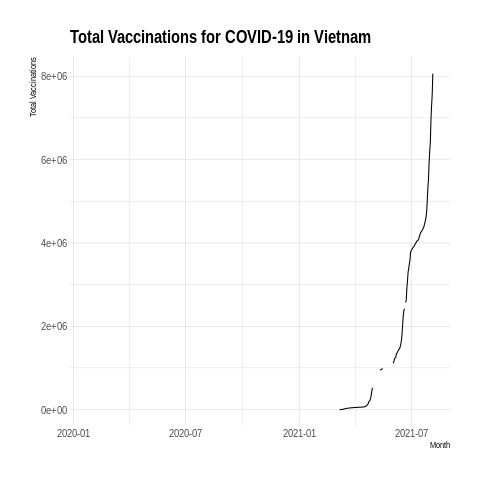 Total Vaccinations for COVID-19 in Vietnam
Total Vaccinations
8e+06
6e+06
4e+06
2e+06
0e+00
2020-01 2020-07 2021-01 2021-07
Month